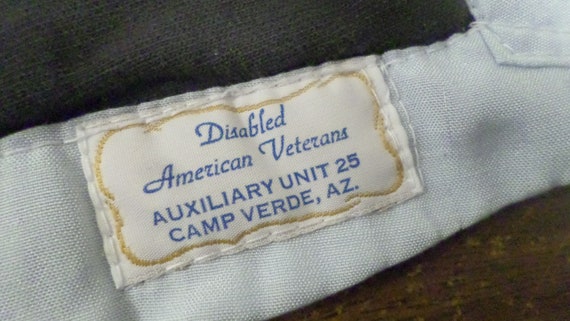 Disabled
American Veterans
AUXILIARY UNIT 25
CAMP VERDE, AZ.